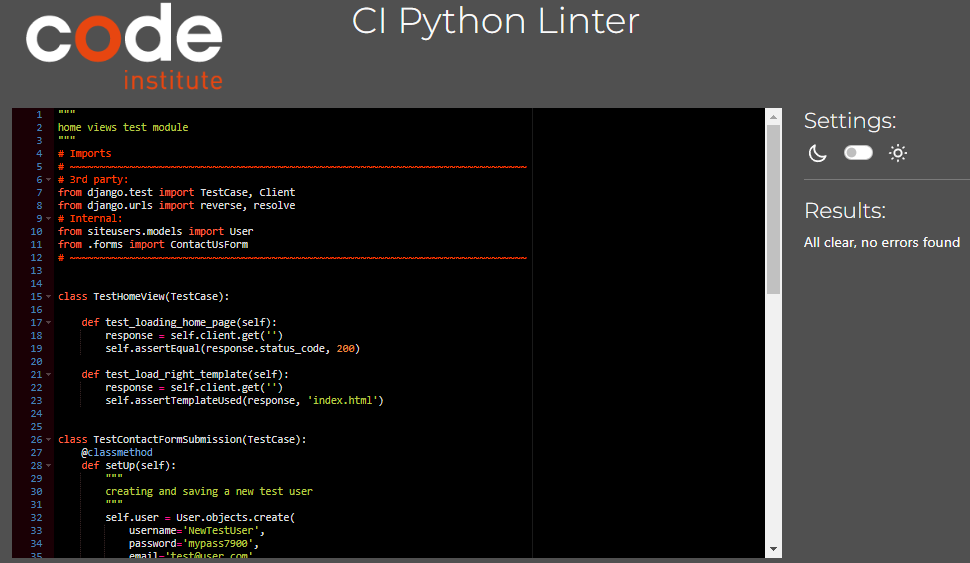 code
institute
CI Python Linter
1 """
2 home views test module
3 """
4 # Imports
5 # ~~~~~~~~~~~~~~~~~~~~~~~~~~~~~~~~~~~~~~~~~~~~~~~~~~~~~~~~~~~~~~~~~~~~~~~~~~~~~
6 # 3rd party:
7 from django.test import TestCase, Client
8 from django.urls import reverse, resolve
9 # Internal:
10 from siteusers.models import User
11 from .forms import ContactUsForm
12 # ~~~~~~~~~~~~~~~~~~~~~~~~~~~~~~~~~~~~~~~~~~~~~~~~~~~~~~~~~~~~~~~~~~~~~~~~~~~~~
13
14
15 class TestHomeView(TestCase):
16
17     def test_loading_home_page(self):
18         response = self.client.get('')
19         self.assertEqual(response.status_code, 200)
20
21     def test_load_right_template(self):
22         response = self.client.get('')
23         self.assertTemplateUsed(response, 'index.html')
24
25
26 class TestContactFormSubmission(TestCase):
27     @classmethod
28     def setUp(self):
29         """
30         creating and saving a new test user
31         """
32         self.user = User.objects.create(
33             username='NewTestUser',
34             password='mypass7900',
35             email='test@user.com'
Settings:
Results:
All clear, no errors found